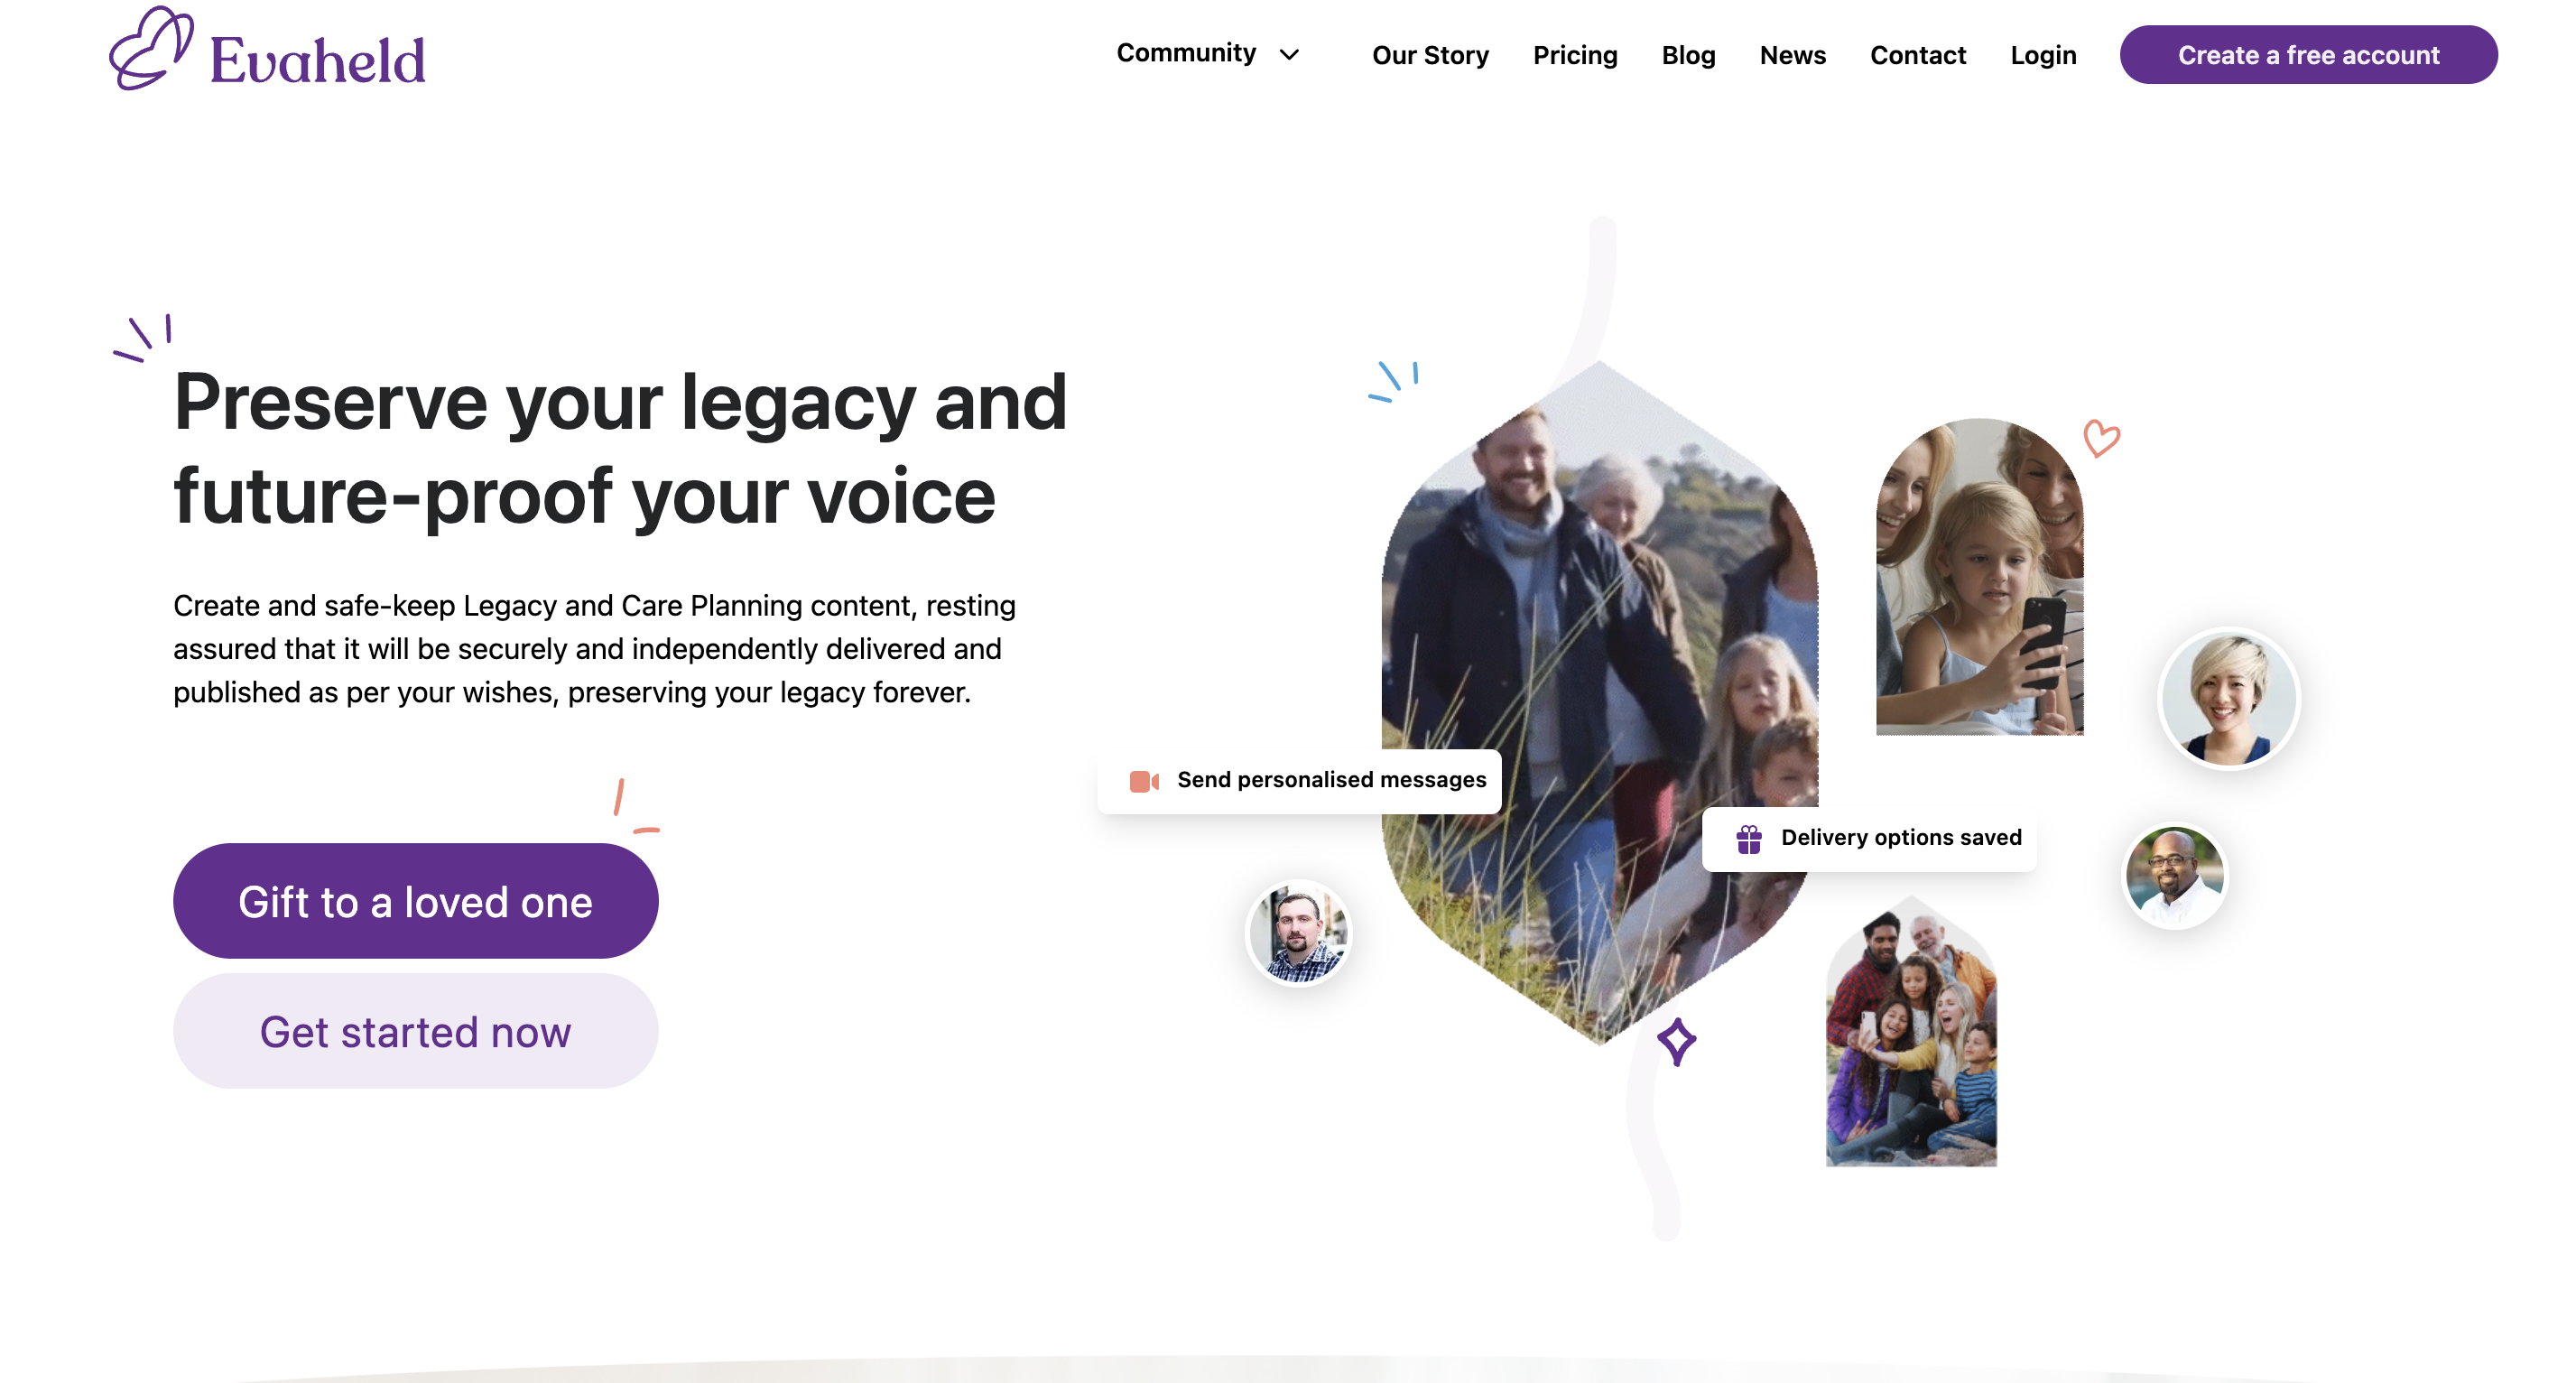 Evaheld
Community
Our Story
Pricing
Blog
News
Contact
Login
Create a free account
Preserve your legacy and
future-proof your voice
Create and safe-keep Legacy and Care Planning content, resting
assured that it will be securely and independently delivered and
published as per your wishes, preserving your legacy forever.
Gift to a loved one
Get started now
Send personalised messages
Delivery options saved